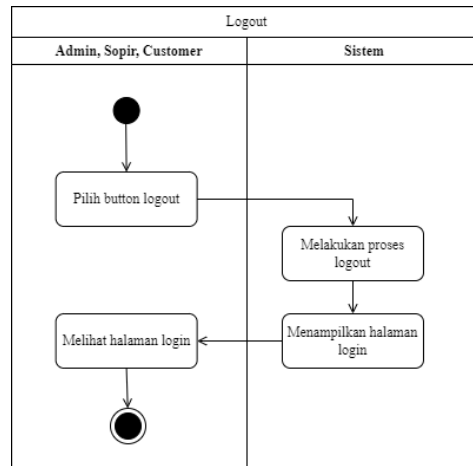 Logout
Admin, Sopir, Customer
Sistem
Pilih button logout
Melakukan proses
logout
Menampilkan halaman
login
Melihat halaman login